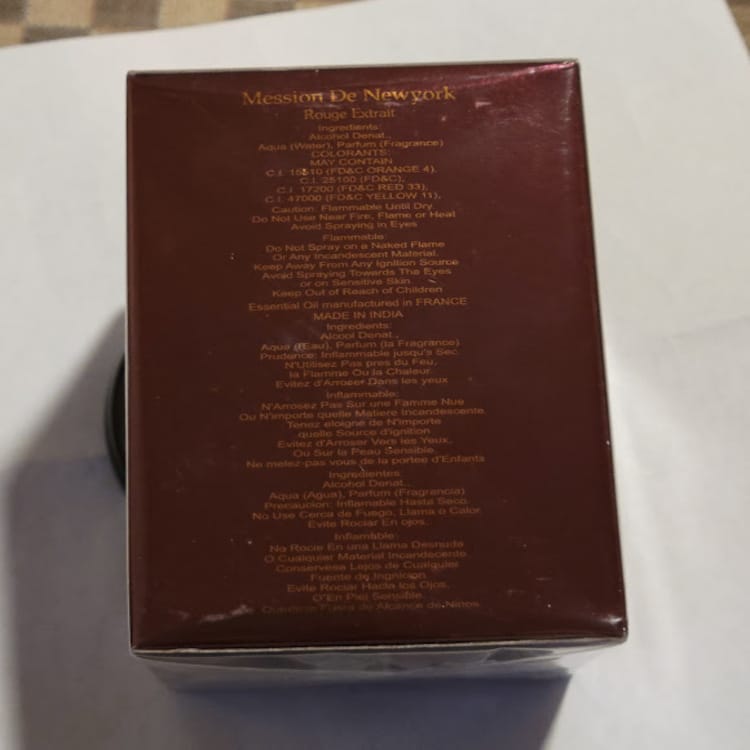 Mession De Newyork
Rouge Extrait
Ingredients:
Alcohol Denat.,
Aqua (Water), Parfum (Fragrance)
COLORANTS:
MAY CONTAIN
C.I. 15510 (FD&C ORANGE 4),
C.I. 25100 (FD&C),
C.I. 17200 (FD&C RED 33),
C.I. 47000 (FD&C YELLOW 11),
Caution: Flammable Until Dry
Do Not Use Near Fire, Flame or Heat
Avoid Spraying in Eyes
Flammable:
Do Not Spray on a Naked Flame
Or Any Incandescent Material.
Keep Away From Any Ignition Source
Avoid Spraying Towards The Eyes
or on Sensitive Skin
Keep Out of Reach of Children
Essential Oil manufactured in FRANCE
MADE IN INDIA
Ingredients:
Alcool Denat.,
Aqua (Eau), Parfum (la Fragrance)
Prudence: Inflammable jusqu's Sec.
N'Utilisez Pas pres du Feu,
la Flamme Ou la Chaleur
Evitez d'Arroser Dans les yeux
Inflammable:
N'Arrosez Pas Sur une Famme Nue
Ou N'importe quelle Matiere Incandescente.
Tenez eloigné de N'importe
quelle Source d'ignition
Evitez d'Arroser Vers les Yeux,
Ou Sur la Peau Sensible.
Ne metez-pas vous de la portee d'Enfants
Ingredientes:
Alcohol Denat.,
Aqua (Agua), Parfum (Fragrancia)
Precaucion: Inflamable Hasta Seco.
No Use Cerca de Fuego, Llama o Calor
Evite Rociar En ojos.
Inflamable:
No Rocie En una Llama Desnuda
O Cualquier Material Incandecente.
Conservese Lejos de Cualquier
Fuente de Ingnicion
Evite Rociar Hacia los Ojos,
O'En Piel Sensible.
Fuera de Alcance de Ninos